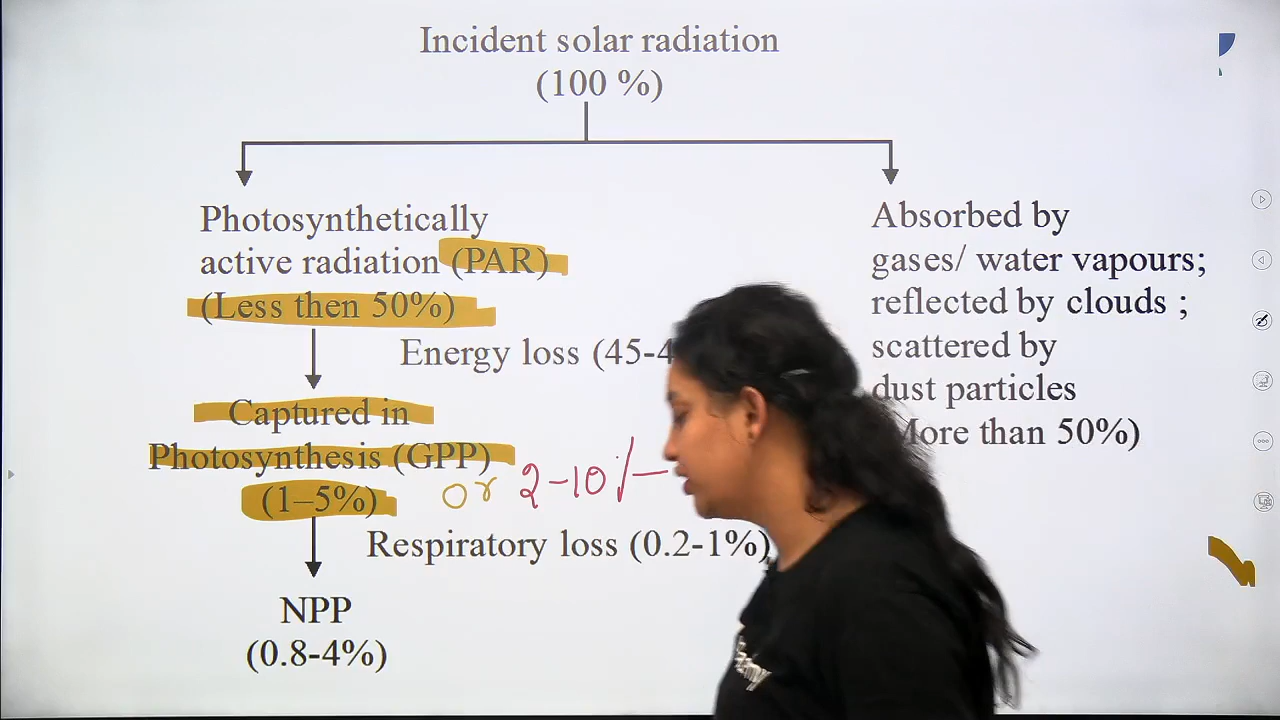 Incident solar radiation
(100 %)
Photosynthetically
active radiation (PAR)
(Less then 50%)
Energy loss (45-4
Captured in
Photosynthesis (GPP)
(1–5%)
or 2-10%
Respiratory loss (0.2-1%)
NPP
(0.8-4%)
Absorbed by
gases/ water vapours;
reflected by clouds ;
scattered by
dust particles
More than 50%)